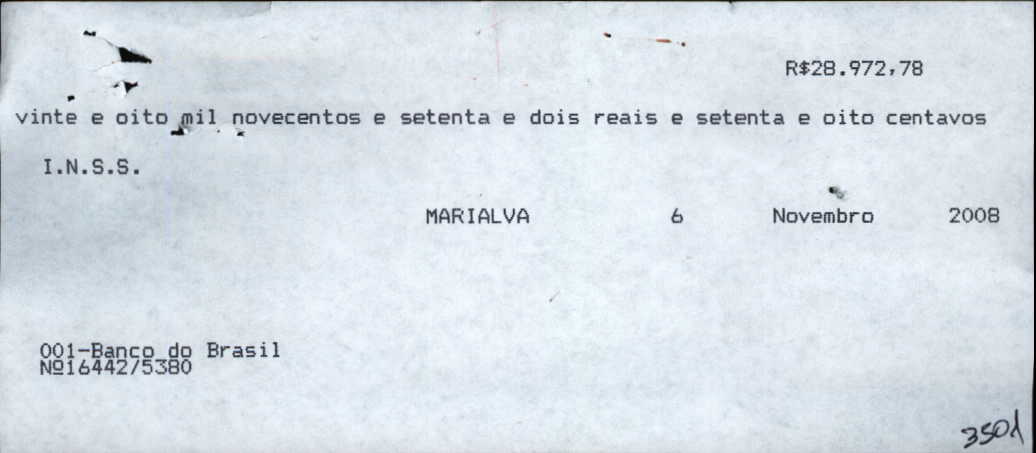 R$28.972,78
vinte e oito mil novecentos e setenta e dois reais e setenta e oito centavos
I.N.S.S.
MARIALVA 6 Novembro 2008
001-Banco do Brasil
Nº16442/5380
3501